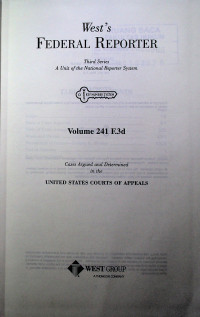 West's
FEDERAL REPORTER
Third Series
A Unit of the National Reporter System
Volume 241 F.3d
Cases Argued and Determined
in the
UNITED STATES COURTS OF APPEALS
WEST GROUP